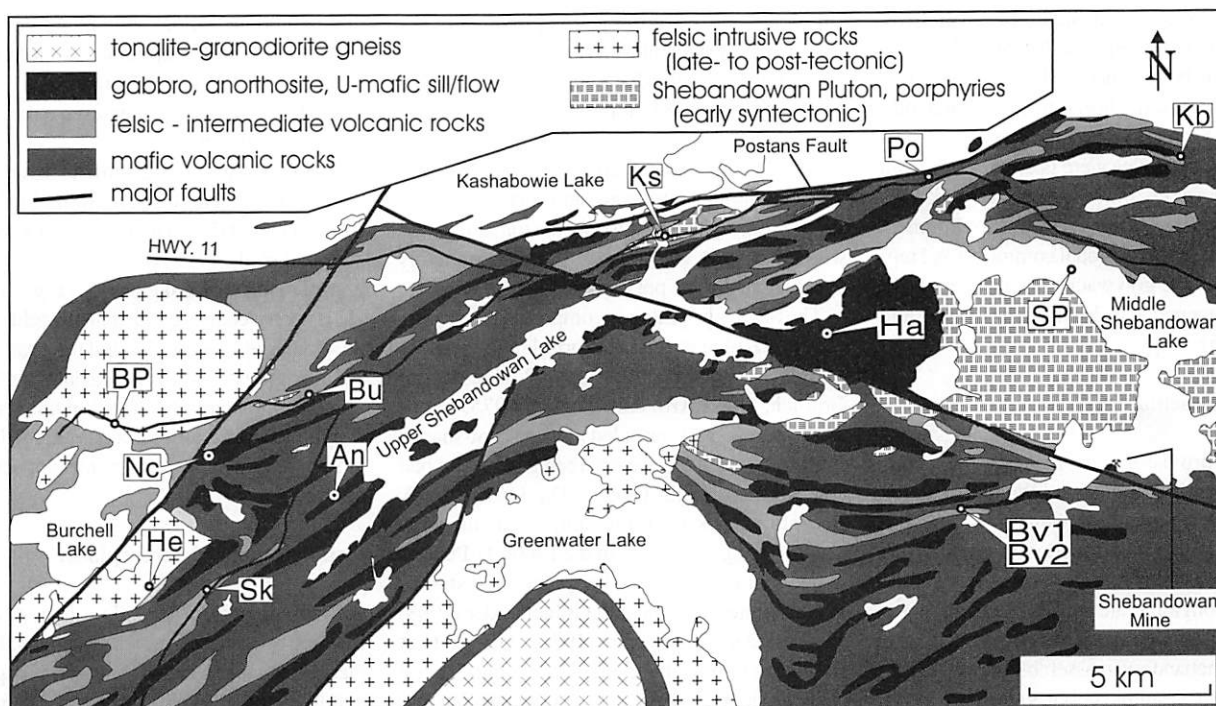 tonalite-granodiorite gneiss
gabbro, anorthosite, U-mafic sill/flow
felsic - intermediate volcanic rocks
mafic volcanic rocks
major faults
felsic intrusive rocks
(late- to post-tectonic)
Shebandowan Pluton, porphyries
(early syntectonic)
N
Kb
Postans Fault
Po
Kashabowie Lake
Ks
HWY. 11
SP
Middle
Shebandowan
Lake
Ha
BP
Bu
Upper Shebandowan Lake
Nc
An
Burchell
Lake
He
Sk
Greenwater Lake
Bv1
Bv2
Shebandowan
Mine
5 km